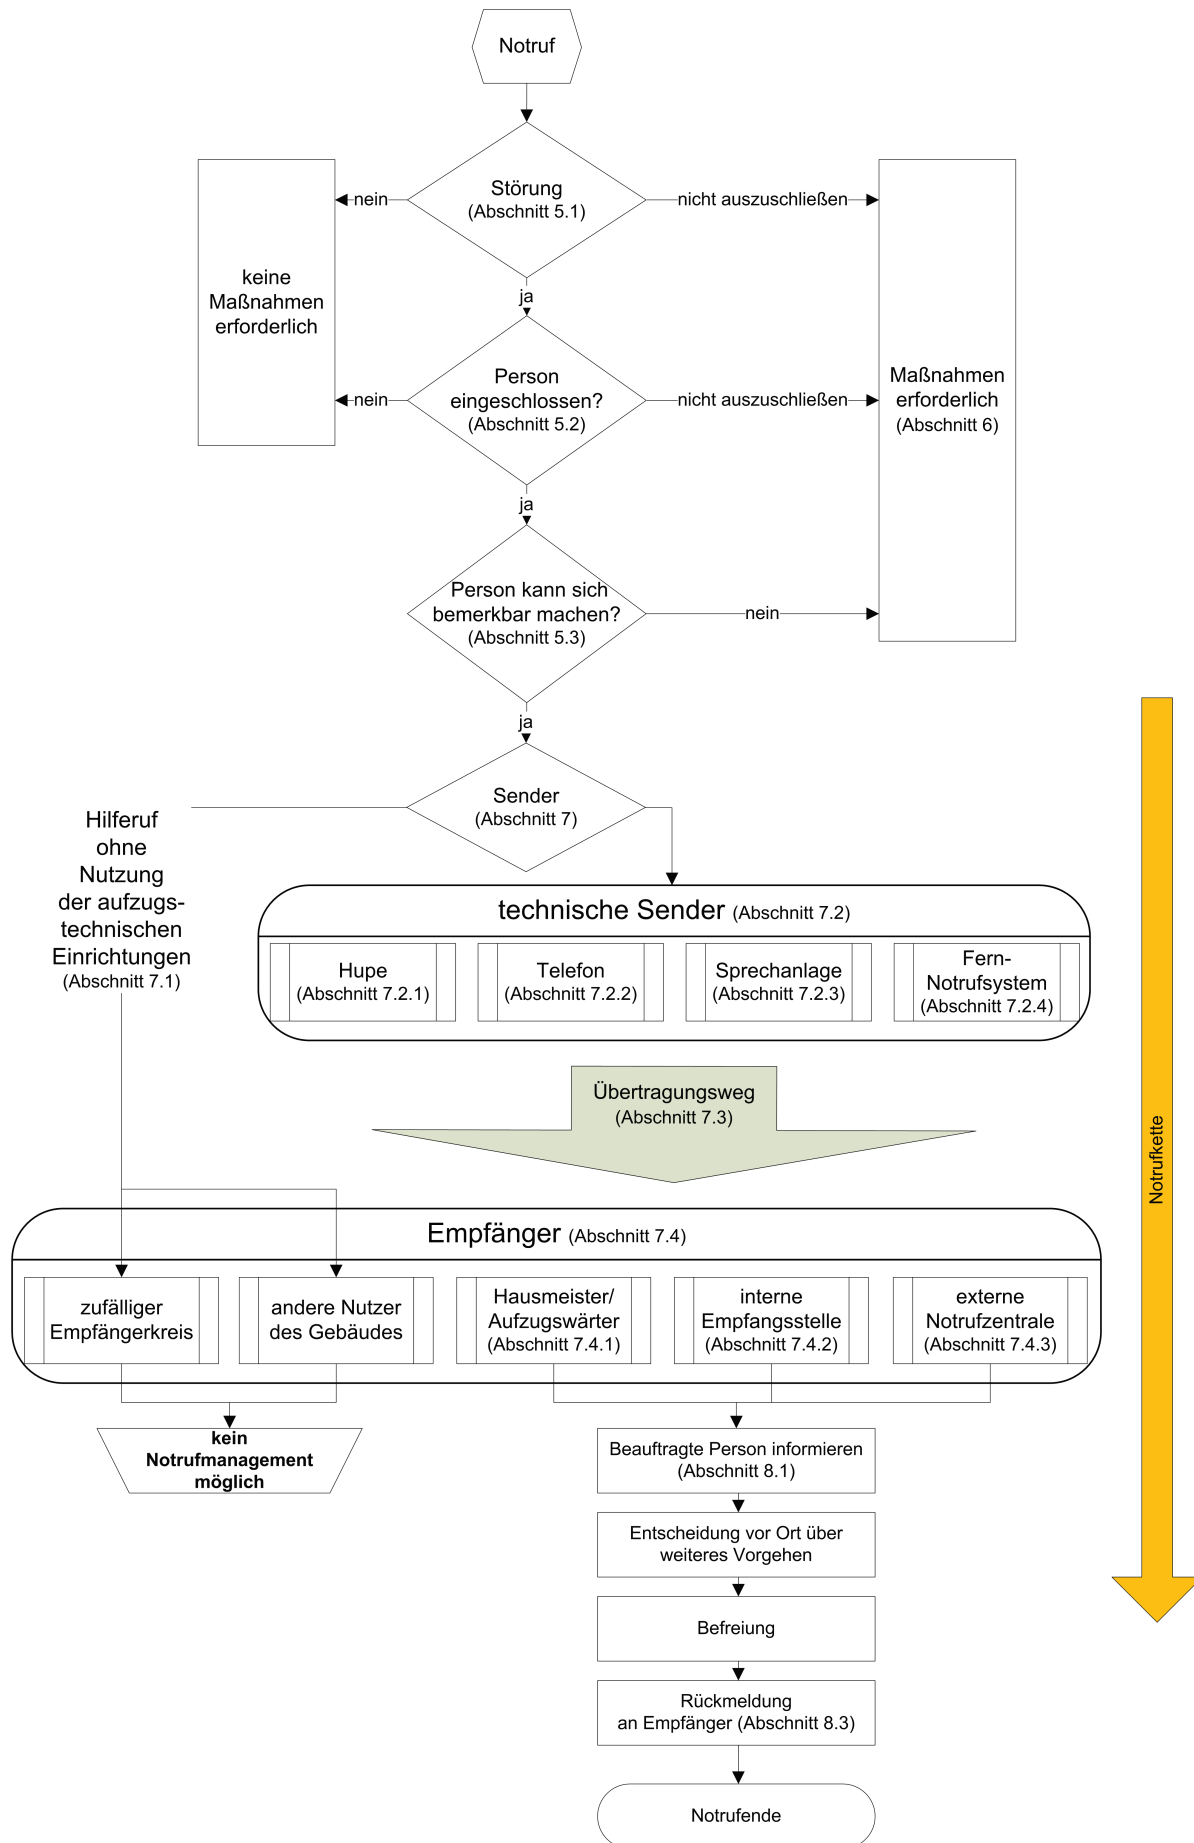 Notruf
Störung
(Abschnitt 5.1)
nein
nicht auszuschließen
keine
Maßnahmen
erforderlich
ja
Person
eingeschlossen?
(Abschnitt 5.2)
nein
nicht auszuschließen
Maßnahmen
erforderlich
(Abschnitt 6)
ja
Person kann sich
bemerkbar machen?
(Abschnitt 5.3)
nein
ja
Sender
(Abschnitt 7)
Hilferuf
ohne
Nutzung
der aufzugs-
technischen
Einrichtungen
(Abschnitt 7.1)
technische Sender (Abschnitt 7.2)
Hupe
(Abschnitt 7.2.1)
Telefon
(Abschnitt 7.2.2)
Sprechanlage
(Abschnitt 7.2.3)
Fern-
Notrufsystem
(Abschnitt 7.2.4)
Übertragungsweg
(Abschnitt 7.3)
Notrufkette
Empfänger (Abschnitt 7.4)
zufälliger
Empfängerkreis
andere Nutzer
des Gebäudes
Hausmeister/
Aufzugswärter
(Abschnitt 7.4.1)
interne
Empfangsstelle
(Abschnitt 7.4.2)
externe
Notrufzentrale
(Abschnitt 7.4.3)
kein
Notrufmanagement
möglich
Beauftragte Person informieren
(Abschnitt 8.1)
Entscheidung vor Ort über
weiteres Vorgehen
Befreiung
Rückmeldung
an Empfänger (Abschnitt 8.3)
Notrufende